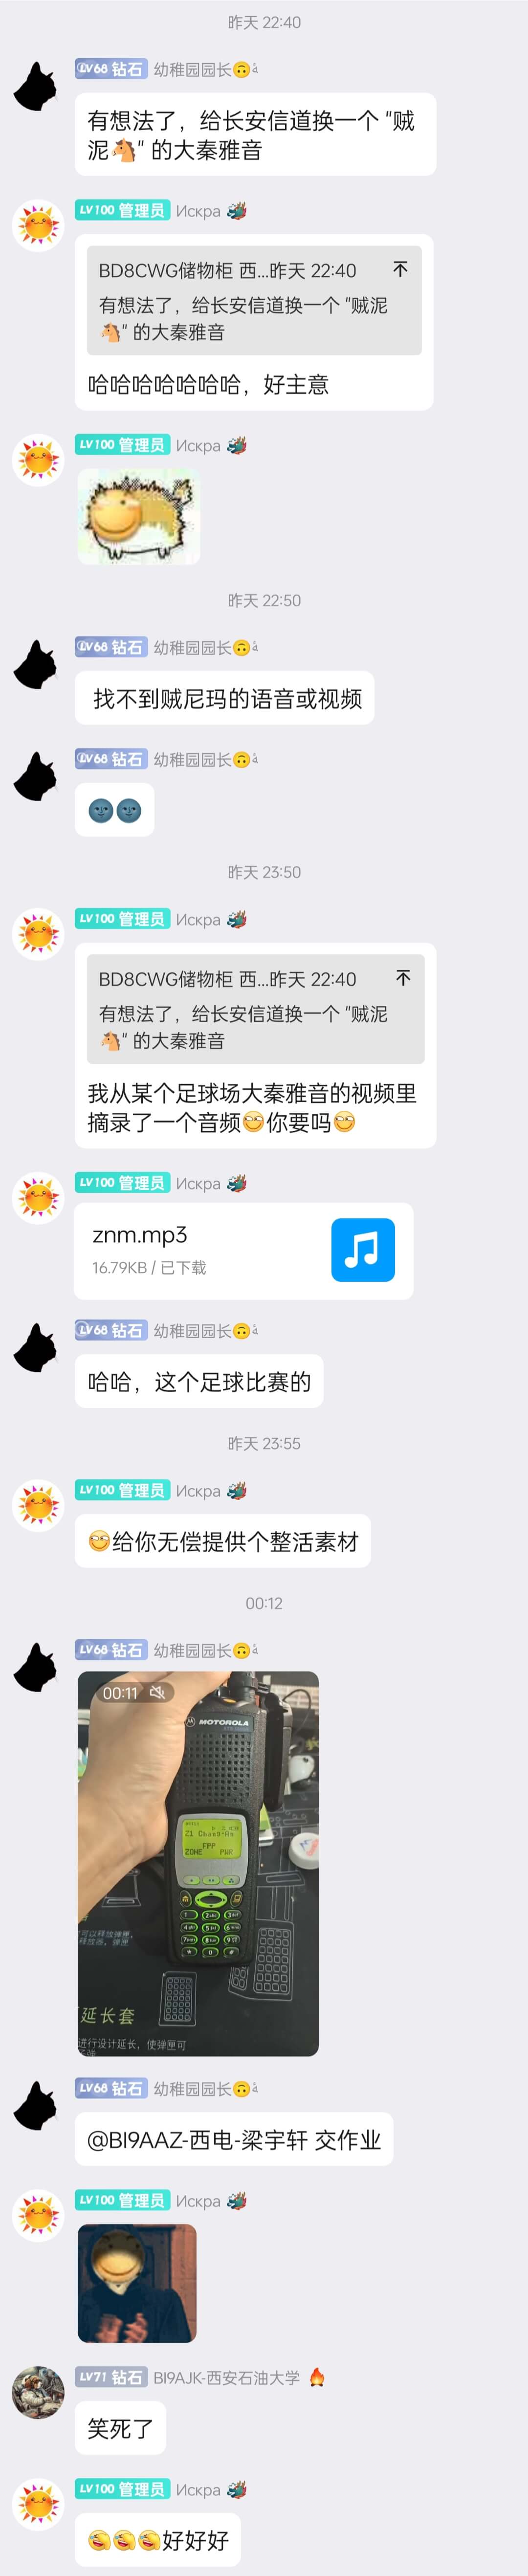 昨天 22:40
LV68 钻石 幼稚园园长🙃
有想法了，给长安信道换一个 "贼
泥🐴" 的大秦雅音
LV100 管理员 Искра 🐲
BD8CWG储物柜 西...昨天 22:40
有想法了，给长安信道换一个 "贼泥
🐴" 的大秦雅音
哈哈哈哈哈哈哈，好主意
LV100 管理员 Искра 🐲
昨天 22:50
LV68 钻石 幼稚园园长🙃
找不到贼尼玛的语音或视频
LV68 钻石 幼稚园园长🙃
🌚🌚
昨天 23:50
LV100 管理员 Искра 🐲
BD8CWG储物柜 西...昨天 22:40
有想法了，给长安信道换一个 "贼泥
🐴" 的大秦雅音
我从某个足球场大秦雅音的视频里
摘录了一个音频😏你要吗😏
LV100 管理员 Искра 🐲
znm.mp3
16.79KB / 已下载
LV68 钻石 幼稚园园长🙃
哈哈，这个足球比赛的
昨天 23:55
LV100 管理员 Искра 🐲
😏给你无偿提供个整活素材
00:12
LV68 钻石 幼稚园园长🙃
00:11
MOTOROLA
Z1 Chang-An
FPP
ZONE PWR
延长套
进行设计延长，使弹匣可
LV68 钻石 幼稚园园长🙃
@BI9AAZ-西电-梁宇轩 交作业
LV100 管理员 Искра 🐲
LV71 钻石 BI9AJK-西安石油大学 🔥
笑死了
LV100 管理员 Искра 🐲
🤣🤣🤣好好好